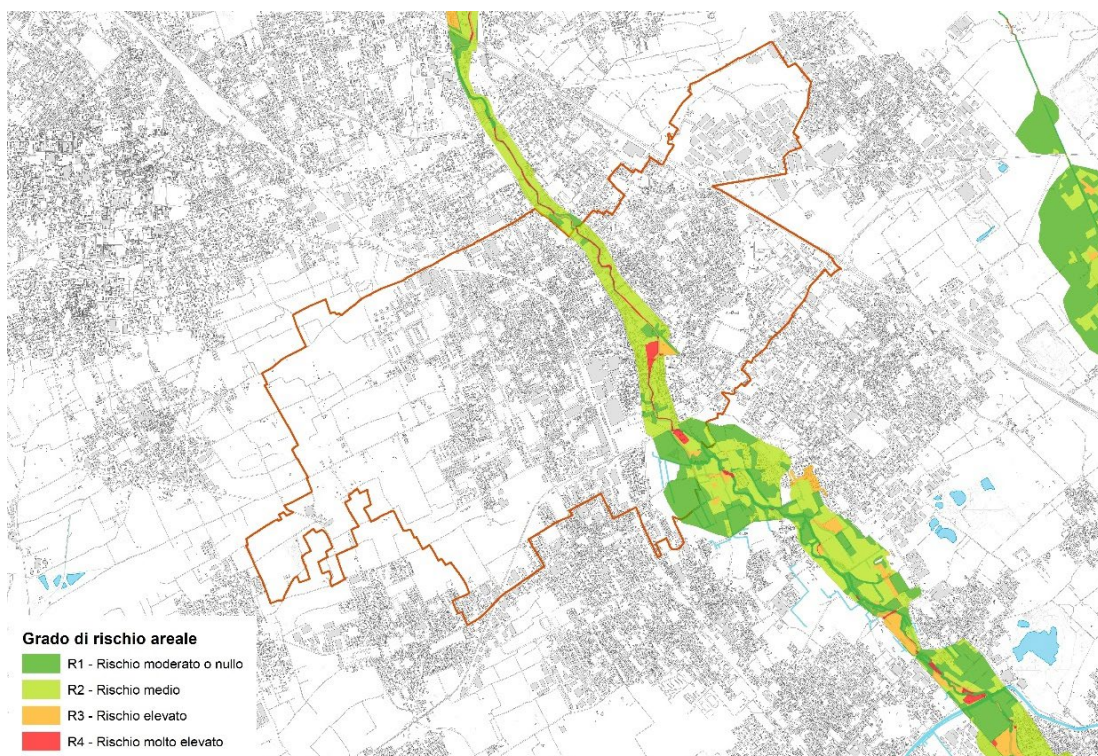 Grado di rischio areale
R1 - Rischio moderato o nullo
R2 - Rischio medio
R3 - Rischio elevato
R4 - Rischio molto elevato